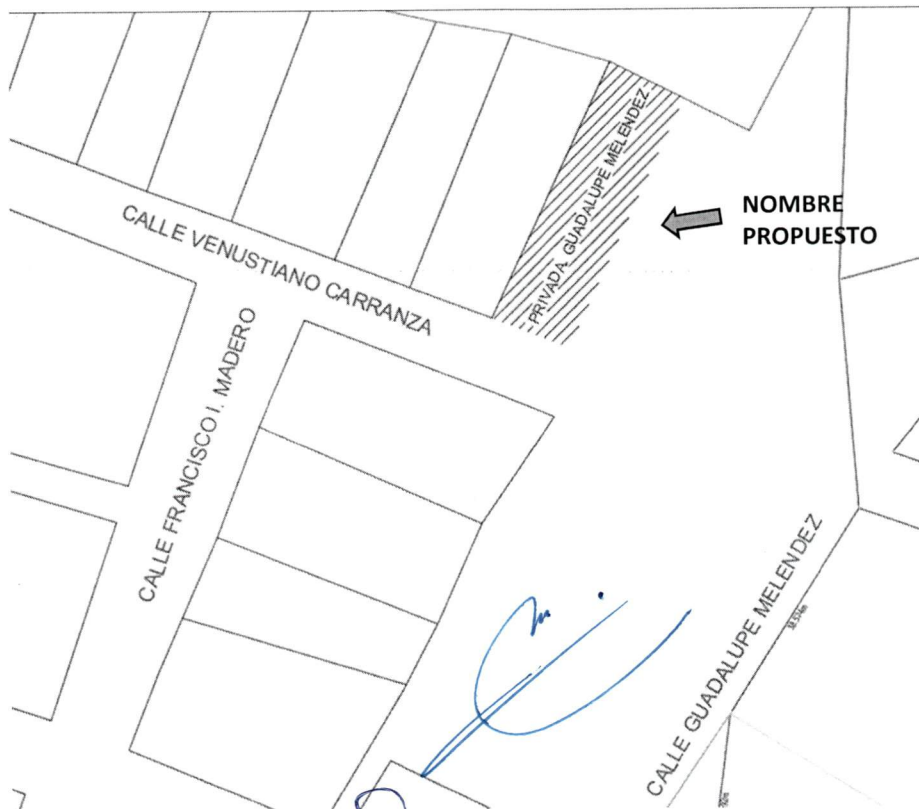 PRIVADA GUADALUPE MELENDEZ
NOMBRE
PROPUESTO
CALLE VENUSTIANO CARRANZA
CALLE FRANCISCO I. MADERO
CALLE GUADALUPE MELENDEZ